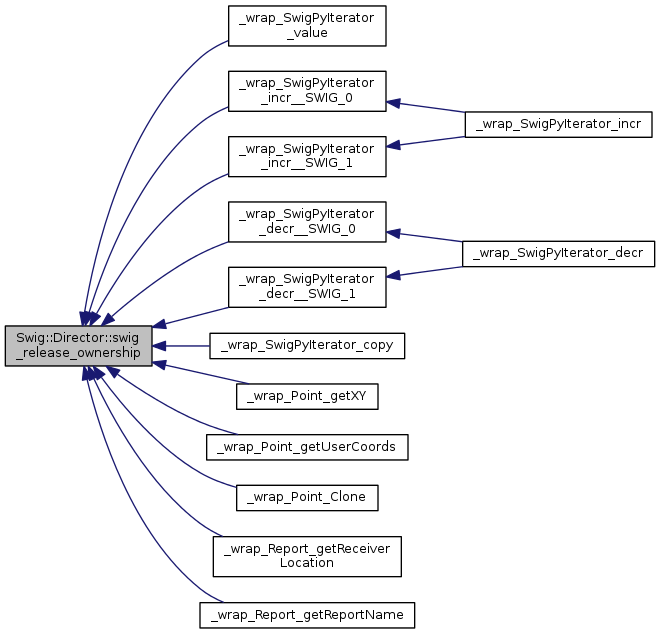 _wrap_SwigPyIterator
_value
_wrap_SwigPyIterator
_incr__SWIG_0
_wrap_SwigPyIterator_incr
_wrap_SwigPyIterator
_incr__SWIG_1
_wrap_SwigPyIterator
_decr__SWIG_0
_wrap_SwigPyIterator_decr
_wrap_SwigPyIterator
_decr__SWIG_1
Swig::Director::swig
_release_ownership
_wrap_SwigPyIterator_copy
_wrap_Point_getXY
_wrap_Point_getUserCoords
_wrap_Point_Clone
_wrap_Report_getReceiver
Location
_wrap_Report_getReportName